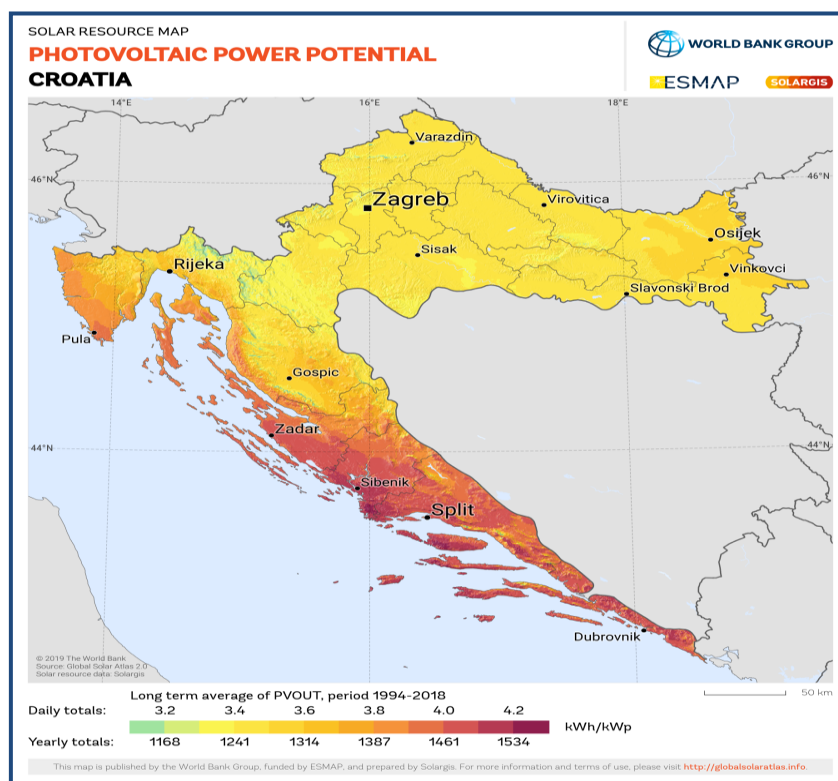 SOLAR RESOURCE MAP
PHOTOVOLTAIC POWER POTENTIAL
CROATIA
WORLD BANK GROUP
ESMAP
SOLARGIS
14°E
16°E
18°E
46°N
46°N
Varazdin
Zagreb
Virovitica
Osijek
Sisak
Rijeka
Vinkovci
Slavonski Brod
Pula
Gospic
Zadar
44°N
44°N
Sibenik
Split
Dubrovnik
© 2019 The World Bank
Source: Global Solar Atlas 2.0
Solar resource data: Solargis
50 km
Long term average of PVOUT, period 1994-2018
Daily totals: 3.2 3.4 3.6 3.8 4.0 4.2
kWh/kWp
Yearly totals: 1168 1241 1314 1387 1461 1534
This map is published by the World Bank Group, funded by ESMAP, and prepared by Solargis. For more information and terms of use, please visit http://globalsolaratlas.info.